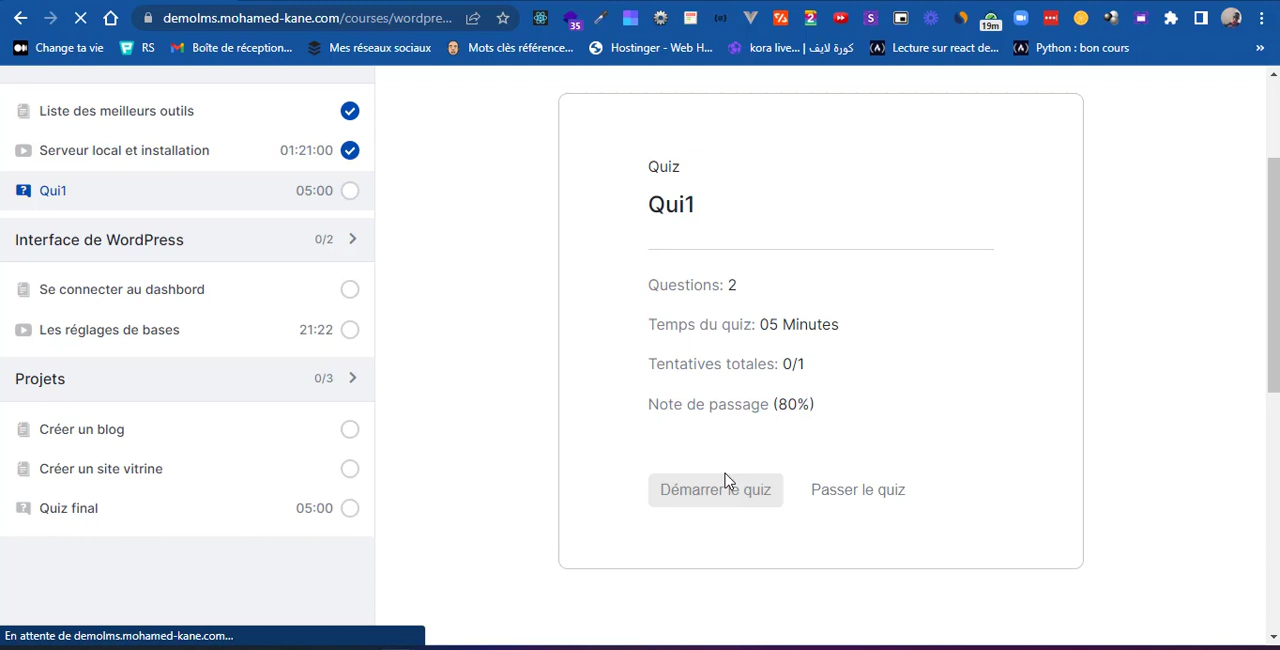 demolms.mohamed-kane.com/courses/wordpre...
35
2
S
19m
Change ta vie
RS
Boîte de réception...
Mes réseaux sociaux
Mots clés référence...
Hostinger - Web H...
kora live... | كورة لايف
Lecture sur react de...
Python : bon cours
»
Liste des meilleurs outils
Serveur local et installation 01:21:00
Qui1 05:00
Interface de WordPress 0/2
Se connecter au dashbord
Les réglages de bases 21:22
Projets 0/3
Créer un blog
Créer un site vitrine
Quiz final 05:00
Quiz
Qui1
Questions: 2
Temps du quiz: 05 Minutes
Tentatives totales: 0/1
Note de passage (80%)
Démarrer le quiz
Passer le quiz
En attente de demolms.mohamed-kane.com...